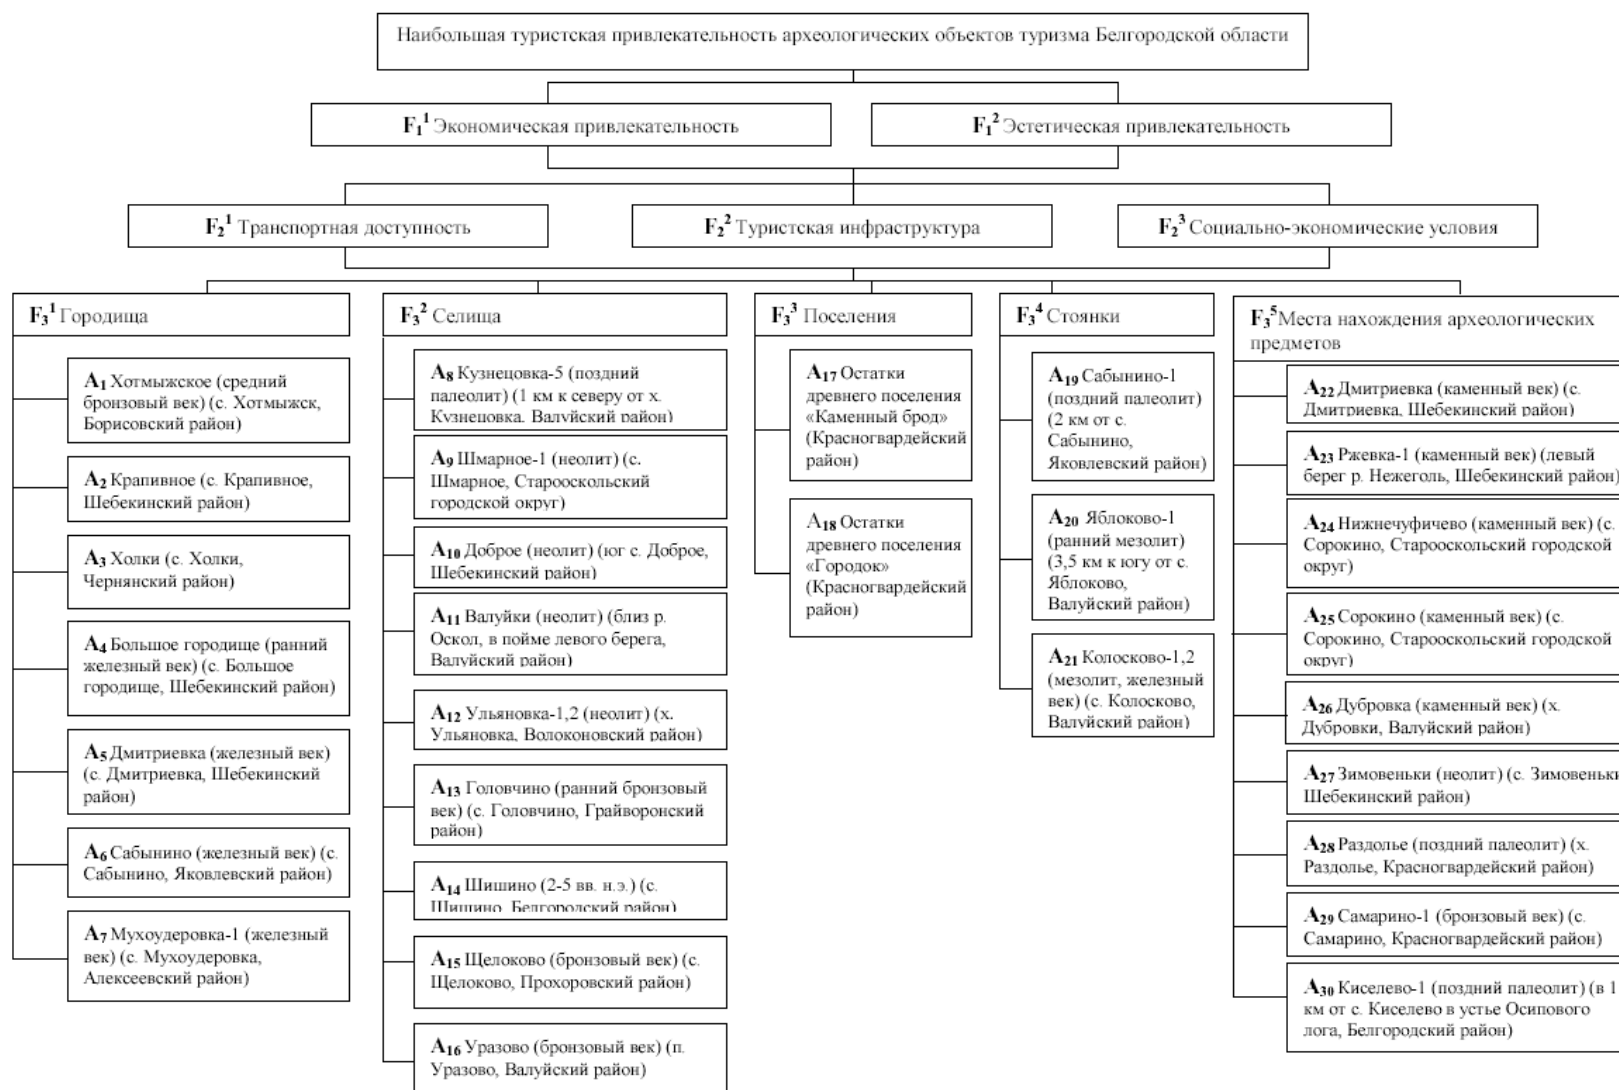 Наибольшая туристская привлекательность археологических объектов туризма Белгородской области
F₁¹ Экономическая привлекательность
F₁² Эстетическая привлекательность
F₂¹ Транспортная доступность
F₂² Туристская инфраструктура
F₂³ Социально-экономические условия
F₃¹ Городища
A₁ Хотмыжское (средний
бронзовый век) (с. Хотмыжск,
Борисовский район)
A₂ Крапивное (с. Крапивное,
Шебекинский район)
A₃ Холки (с. Холки,
Чернянский район)
A₄ Большое городище (ранний
железный век) (с. Большое
городище, Шебекинский район)
A₅ Дмитриевка (железный век)
(с. Дмитриевка, Шебекинский
район)
A₆ Сабынино (железный век) (с.
Сабынино, Яковлевский район)
A₇ Мухоудеровка-1 (железный
век) (с. Мухоудеровка,
Алексеевский район)
F₃² Селища
A₈ Кузнецовка-5 (поздний
палеолит) (1 км к северу от х.
Кузнецовка, Валуйский район)
A₉ Шмарное-1 (неолит) (с.
Шмарное, Старооскольский
городской округ)
A₁₀ Доброе (неолит) (юг с. Доброе,
Шебекинский район)
A₁₁ Валуйки (неолит) (близ р.
Оскол, в пойме левого берега,
Валуйский район)
A₁₂ Ульяновка-1,2 (неолит) (х.
Ульяновка, Волоконовский район)
A₁₃ Головчино (ранний бронзовый
век) (с. Головчино, Грайворонский
район)
A₁₄ Шишино (2-5 вв. н.э.) (с.
Шишино, Белгородский район)
A₁₅ Щелоково (бронзовый век) (с.
Щелоково, Прохоровский район)
A₁₆ Уразово (бронзовый век) (п.
Уразово, Валуйский район)
F₃³ Поселения
A₁₇ Остатки
древнего поселения
«Каменный брод»
(Красногвардейский
район)
A₁₈ Остатки
древнего поселения
«Городок»
(Красногвардейский
район)
F₃⁴ Стоянки
A₁₉ Сабынино-1
(поздний палеолит)
(2 км от с.
Сабынино,
Яковлевский район)
A₂₀ Яблоково-1
(ранний мезолит)
(3,5 км к югу от с.
Яблоково,
Валуйский район)
A₂₁ Колосково-1,2
(мезолит, железный
век) (с. Колосково,
Валуйский район)
F₃⁵ Места нахождения археологических
предметов
A₂₂ Дмитриевка (каменный век) (с.
Дмитриевка, Шебекинский район)
A₂₃ Ржевка-1 (каменный век) (левый
берег р. Нежеголь, Шебекинский район)
A₂₄ Нижнечуфичево (каменный век) (с.
Сорокино, Старооскольский городской
округ)
A₂₅ Сорокино (каменный век) (с.
Сорокино, Старооскольский городской
округ)
A₂₆ Дубровка (каменный век) (х.
Дубровки, Валуйский район)
A₂₇ Зимовеньки (неолит) (с. Зимовеньки
Шебекинский район)
A₂₈ Раздолье (поздний палеолит) (х.
Раздолье, Красногвардейский район)
A₂₉ Самарино-1 (бронзовый век) (с.
Самарино, Красногвардейский район)
A₃₀ Киселево-1 (поздний палеолит) (в 1
км от с. Киселево в устье Осипового
лога, Белгородский район)